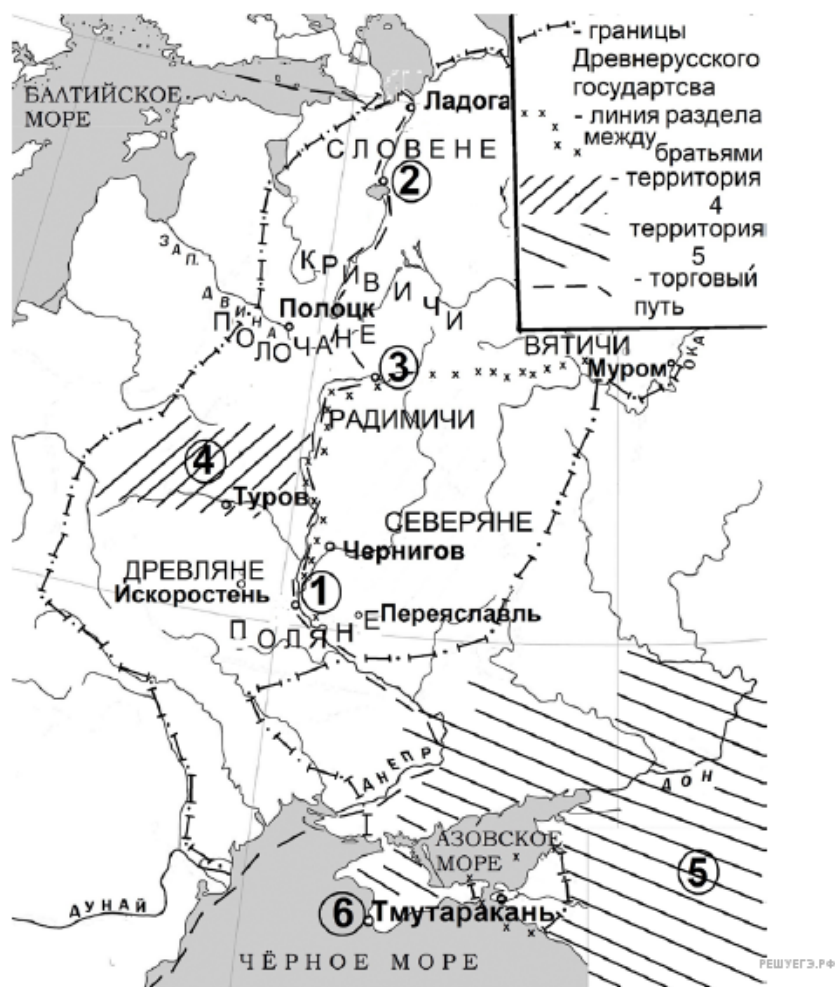 - границы
Древнерусского
государтсва
- линия раздела
между
братьями
- территория
4
территория
5
- торговый
путь
БАЛТИЙСКОЕ
МОРЕ
Ладога
СЛОВЕНЕ
2
КРИВИЧИ
ЗАП. ДВИНА
Полоцк
ПОЛОЧАНЕ
3
ВЯТИЧИ
Муром
ОКА
РАДИМИЧИ
4
Туров
СЕВЕРЯНЕ
Чернигов
ДРЕВЛЯНЕ
Искоростень
1
Переяславль
ПОЛЯНЕ
ДНЕПР
ДОН
АЗОВСКОЕ
МОРЕ
5
ДУНАЙ
6
Тмутаракань
ЧЁРНОЕ МОРЕ
РЕШУЕГЭ.РФ